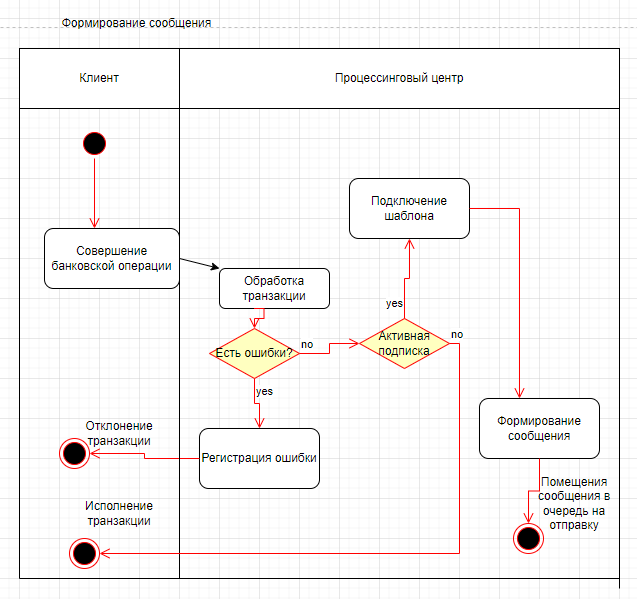 Формирование сообщения
Клиент
Процессинговый центр
Подключение
шаблона
Совершение
банковской операции
Обработка
транзакции
yes
Активная
подписка
no
Есть ошибки?
no
yes
Отклонение
транзакции
Регистрация ошибки
Формирование
сообщения
Исполнение
транзакции
Помещения
сообщения в
очередь на
отправку